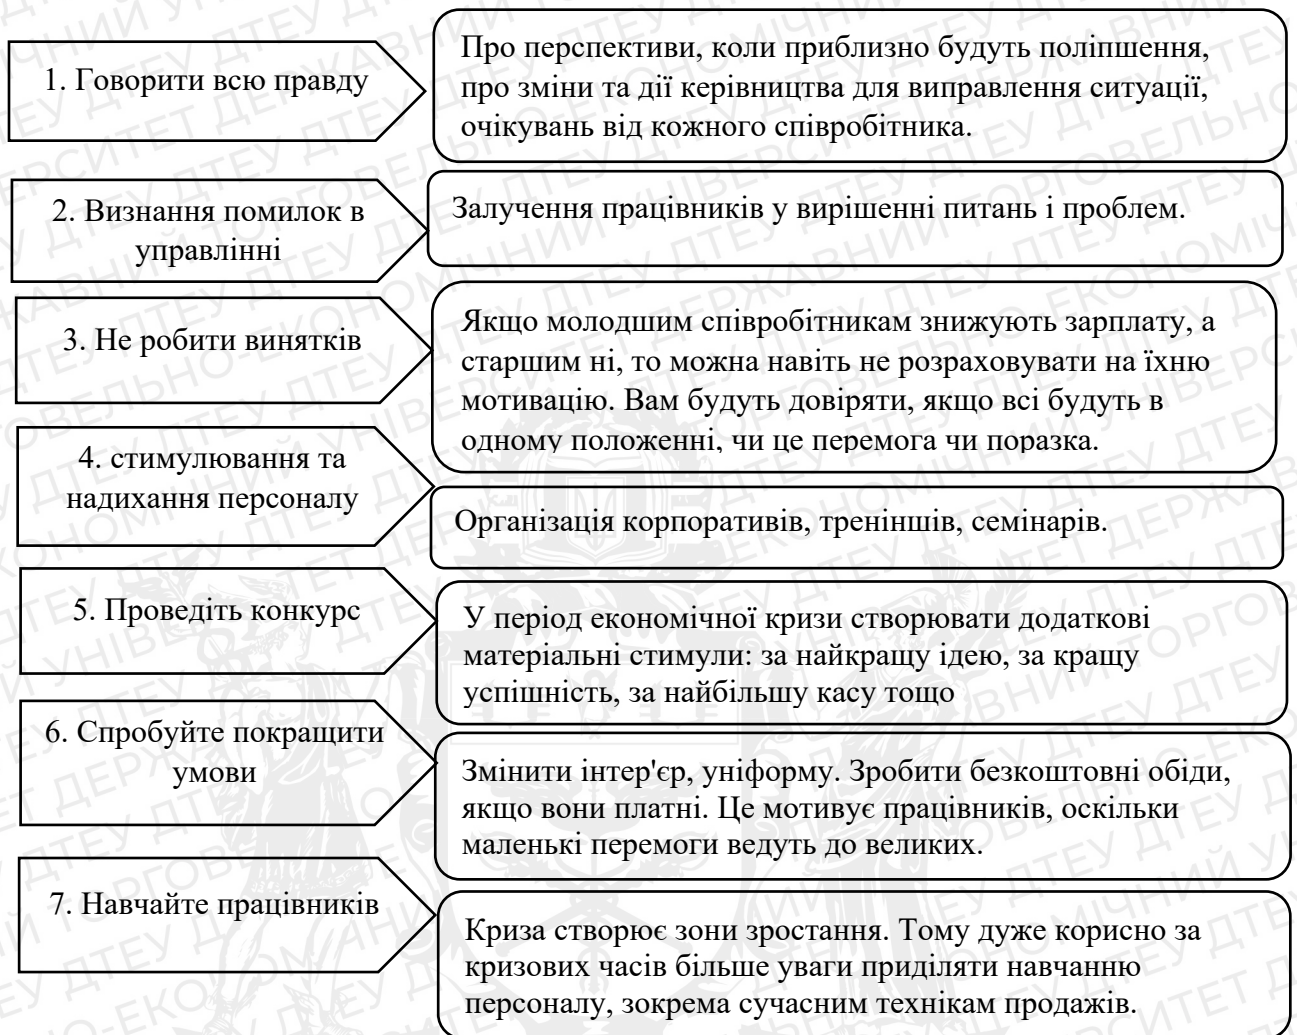 1. Говорити всю правду
Про перспективи, коли приблизно будуть поліпшення,
про зміни та дії керівництва для виправлення ситуації,
очікувань від кожного співробітника.
2. Визнання помилок в
управлінні
Залучення працівників у вирішенні питань і проблем.
3. Не робити винятків
Якщо молодшим співробітникам знижують зарплату, а
старшим ні, то можна навіть не розраховувати на їхню
мотивацію. Вам будуть довіряти, якщо всі будуть в
одному положенні, чи це перемога чи поразка.
4. стимулювання та
надихання персоналу
Організація корпоративів, треніншів, семінарів.
5. Проведіть конкурс
У період економічної кризи створювати додаткові
матеріальні стимули: за найкращу ідею, за кращу
успішність, за найбільшу касу тощо
6. Спробуйте покращити
умови
Змінити інтер'єр, уніформу. Зробити безкоштовні обіди,
якщо вони платні. Це мотивує працівників, оскільки
маленькі перемоги ведуть до великих.
7. Навчайте працівників
Криза створює зони зростання. Тому дуже корисно за
кризових часів більше уваги приділяти навчанню
персоналу, зокрема сучасним технікам продажів.